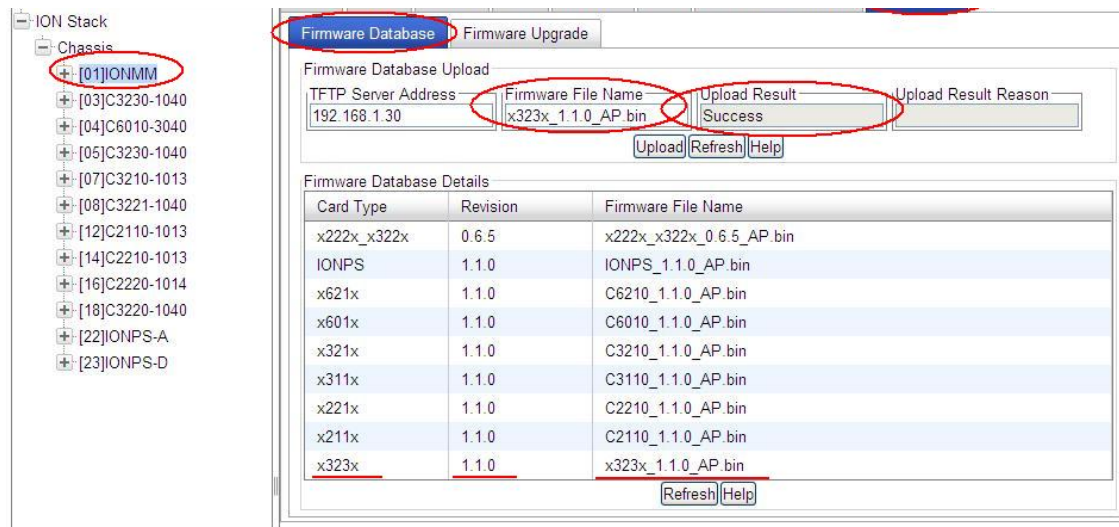 ION Stack
Chassis
[01]IONMM
[03]C3230-1040
[04]C6010-3040
[05]C3230-1040
[07]C3210-1013
[08]C3221-1040
[12]C2110-1013
[14]C2210-1013
[16]C2220-1014
[18]C3220-1040
[22]IONPS-A
[23]IONPS-D
Firmware Database Firmware Upgrade
Firmware Database Upload
TFTP Server Address Firmware File Name Upload Result Upload Result Reason
192.168.1.30 x323x_1.1.0_AP.bin Success
Upload Refresh Help
Firmware Database Details
Card Type Revision Firmware File Name
x222x_x322x 0.6.5 x222x_x322x_0.6.5_AP.bin
IONPS 1.1.0 IONPS_1.1.0_AP.bin
x621x 1.1.0 C6210_1.1.0_AP.bin
x601x 1.1.0 C6010_1.1.0_AP.bin
x321x 1.1.0 C3210_1.1.0_AP.bin
x311x 1.1.0 C3110_1.1.0_AP.bin
x221x 1.1.0 C2210_1.1.0_AP.bin
x211x 1.1.0 C2110_1.1.0_AP.bin
x323x 1.1.0 x323x_1.1.0_AP.bin
Refresh Help